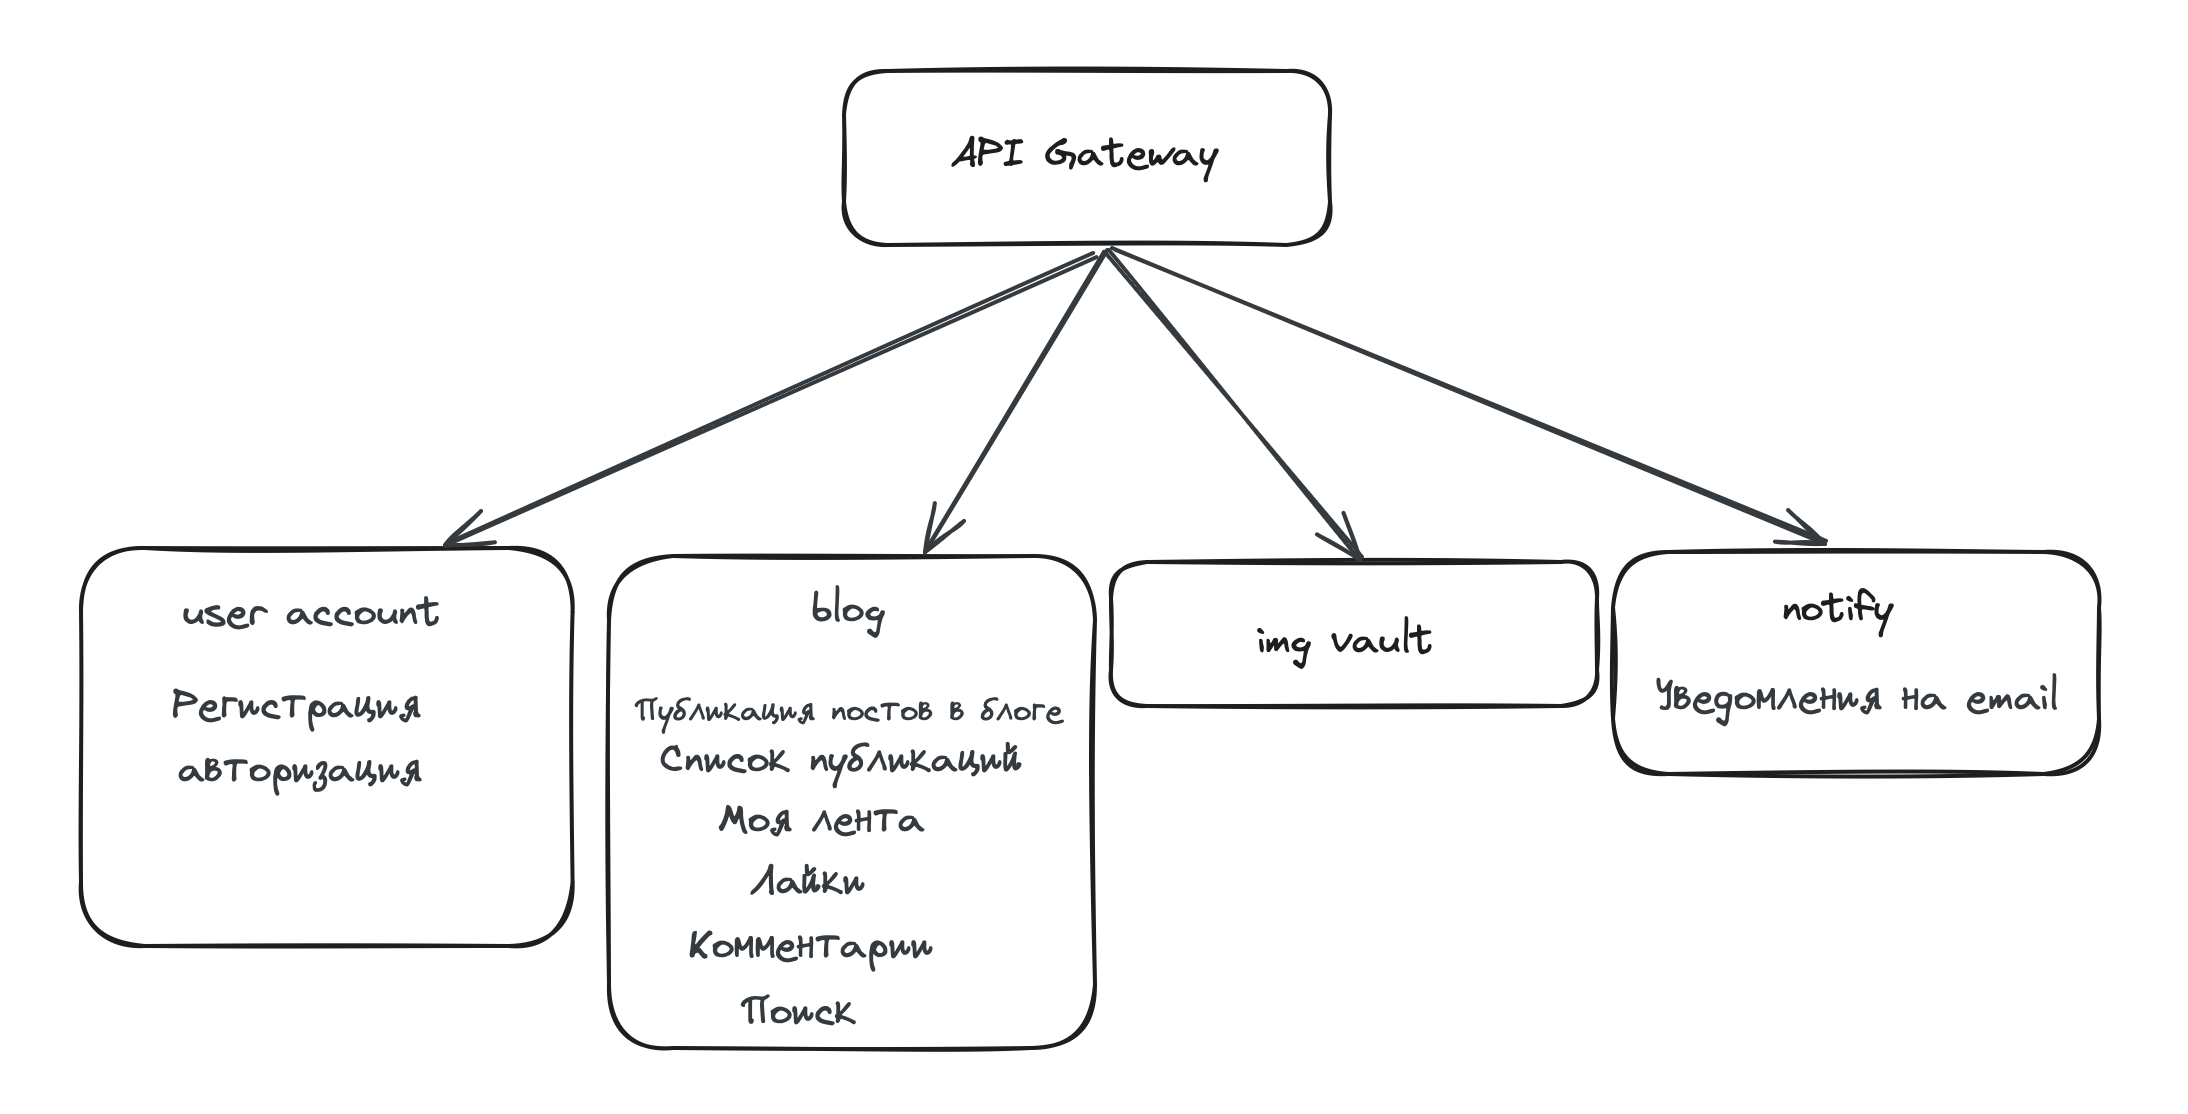 API Gateway
user account
Регистрация
авторизация
blog
Публикация постов в блоге
Список публикаций
Моя лента
Лайки
Комментарии
Поиск
img vault
notify
Уведомления на email